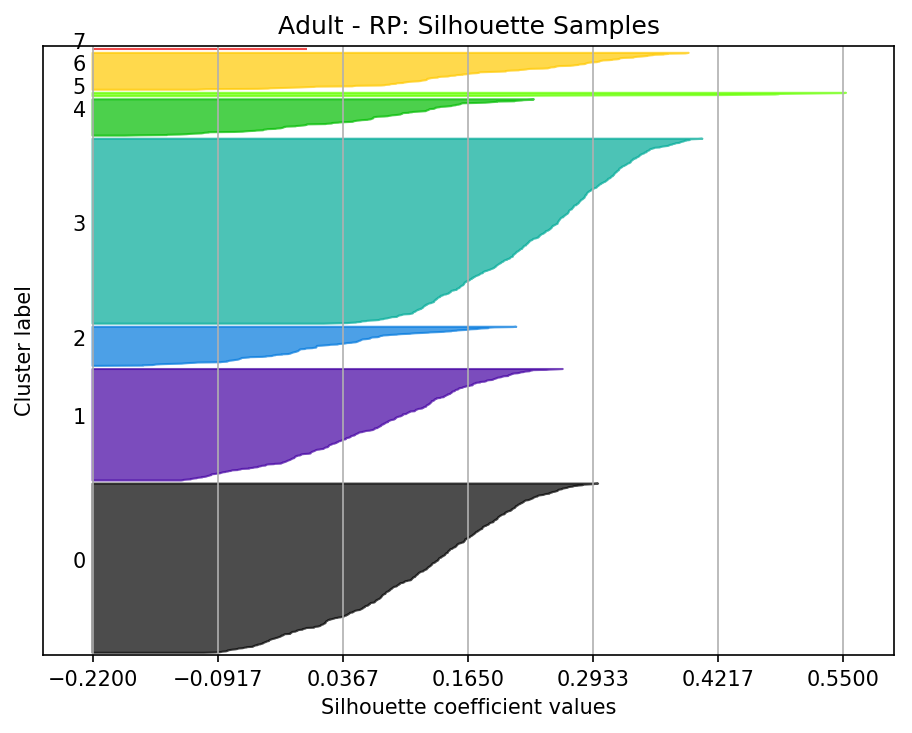 Adult - RP: Silhouette Samples
7
6
5
4
3
2
1
0
Cluster label
−0.2200 −0.0917 0.0367 0.1650 0.2933 0.4217 0.5500
Silhouette coefficient values